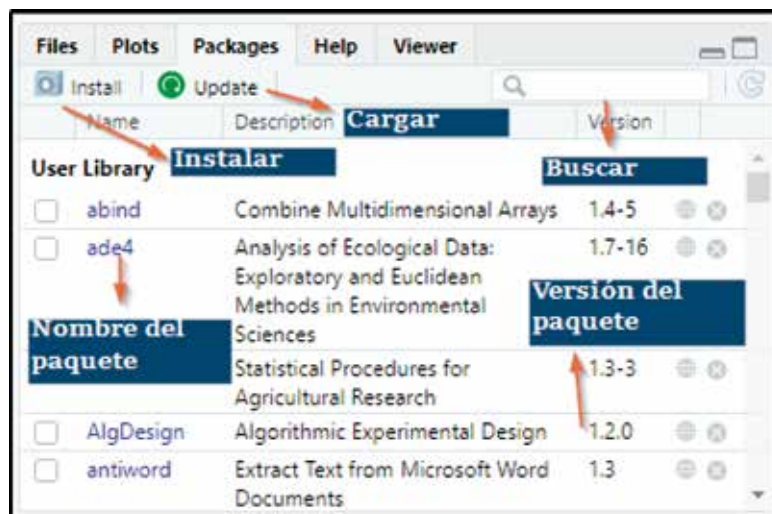 Files Plots Packages Help Viewer
Install Update
Cargar
Name Description Version
Instalar
Buscar
User Library
abind Combine Multidimensional Arrays 1.4-5
ade4 Analysis of Ecological Data: 1.7-16
Exploratory and Euclidean
Methods in Environmental
Sciences
Versión del
paquete
Nombre del
paquete
Statistical Procedures for 1.3-3
Agricultural Research
AlgDesign Algorithmic Experimental Design 1.2.0
antiword Extract Text from Microsoft Word 1.3
Documents